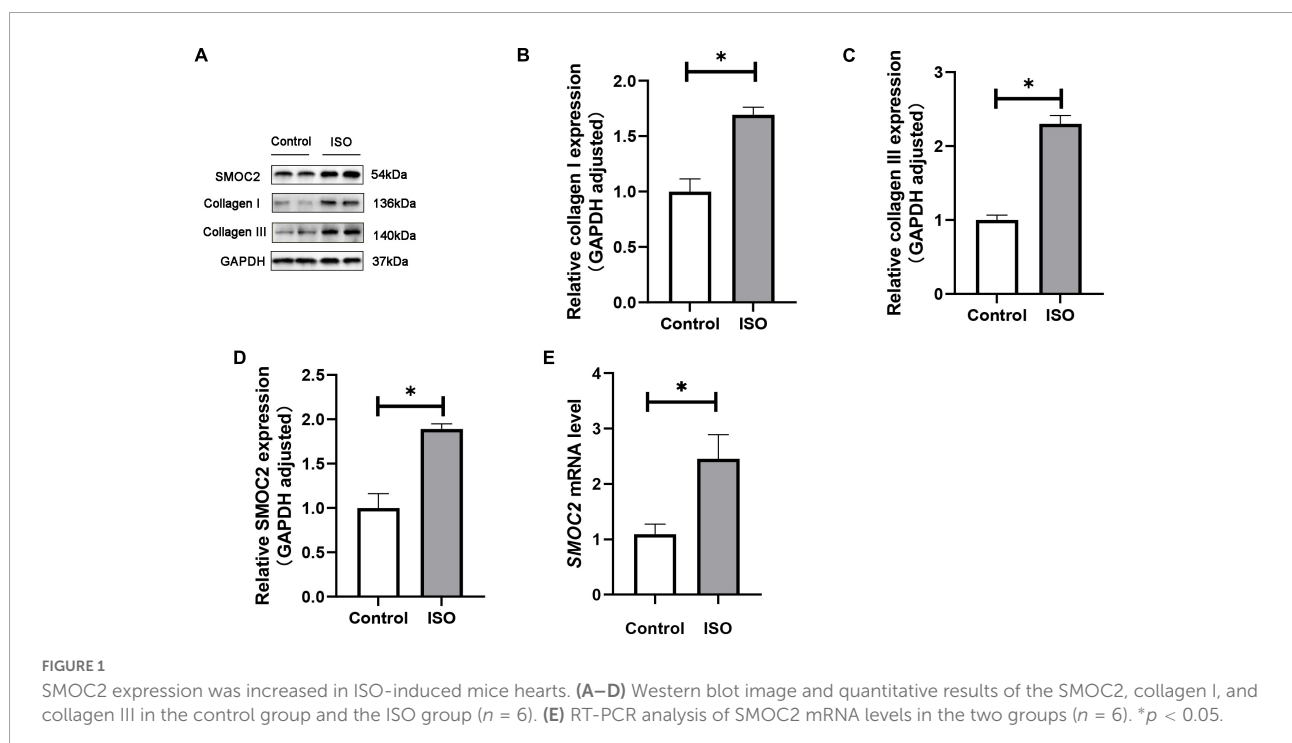 A
Control ISO
SMOC2 54kDa
Collagen I 136kDa
Collagen III 140kDa
GAPDH 37kDa
B
Relative collagen I expression
(GAPDH adjusted)
2.0
1.5
1.0
0.5
0.0
*
Control ISO
C
Relative collagen III expression
(GAPDH adjusted)
3
2
1
0
*
Control ISO
D
Relative SMOC2 expression
(GAPDH adjusted)
2.5
2.0
1.5
1.0
0.5
0.0
*
Control ISO
E
SMOC2 mRNA level
4
3
2
1
0
*
Control ISO
FIGURE 1
SMOC2 expression was increased in ISO-induced mice hearts. (A–D) Western blot image and quantitative results of the SMOC2, collagen I, and
collagen III in the control group and the ISO group (n = 6). (E) RT-PCR analysis of SMOC2 mRNA levels in the two groups (n = 6). *p < 0.05.